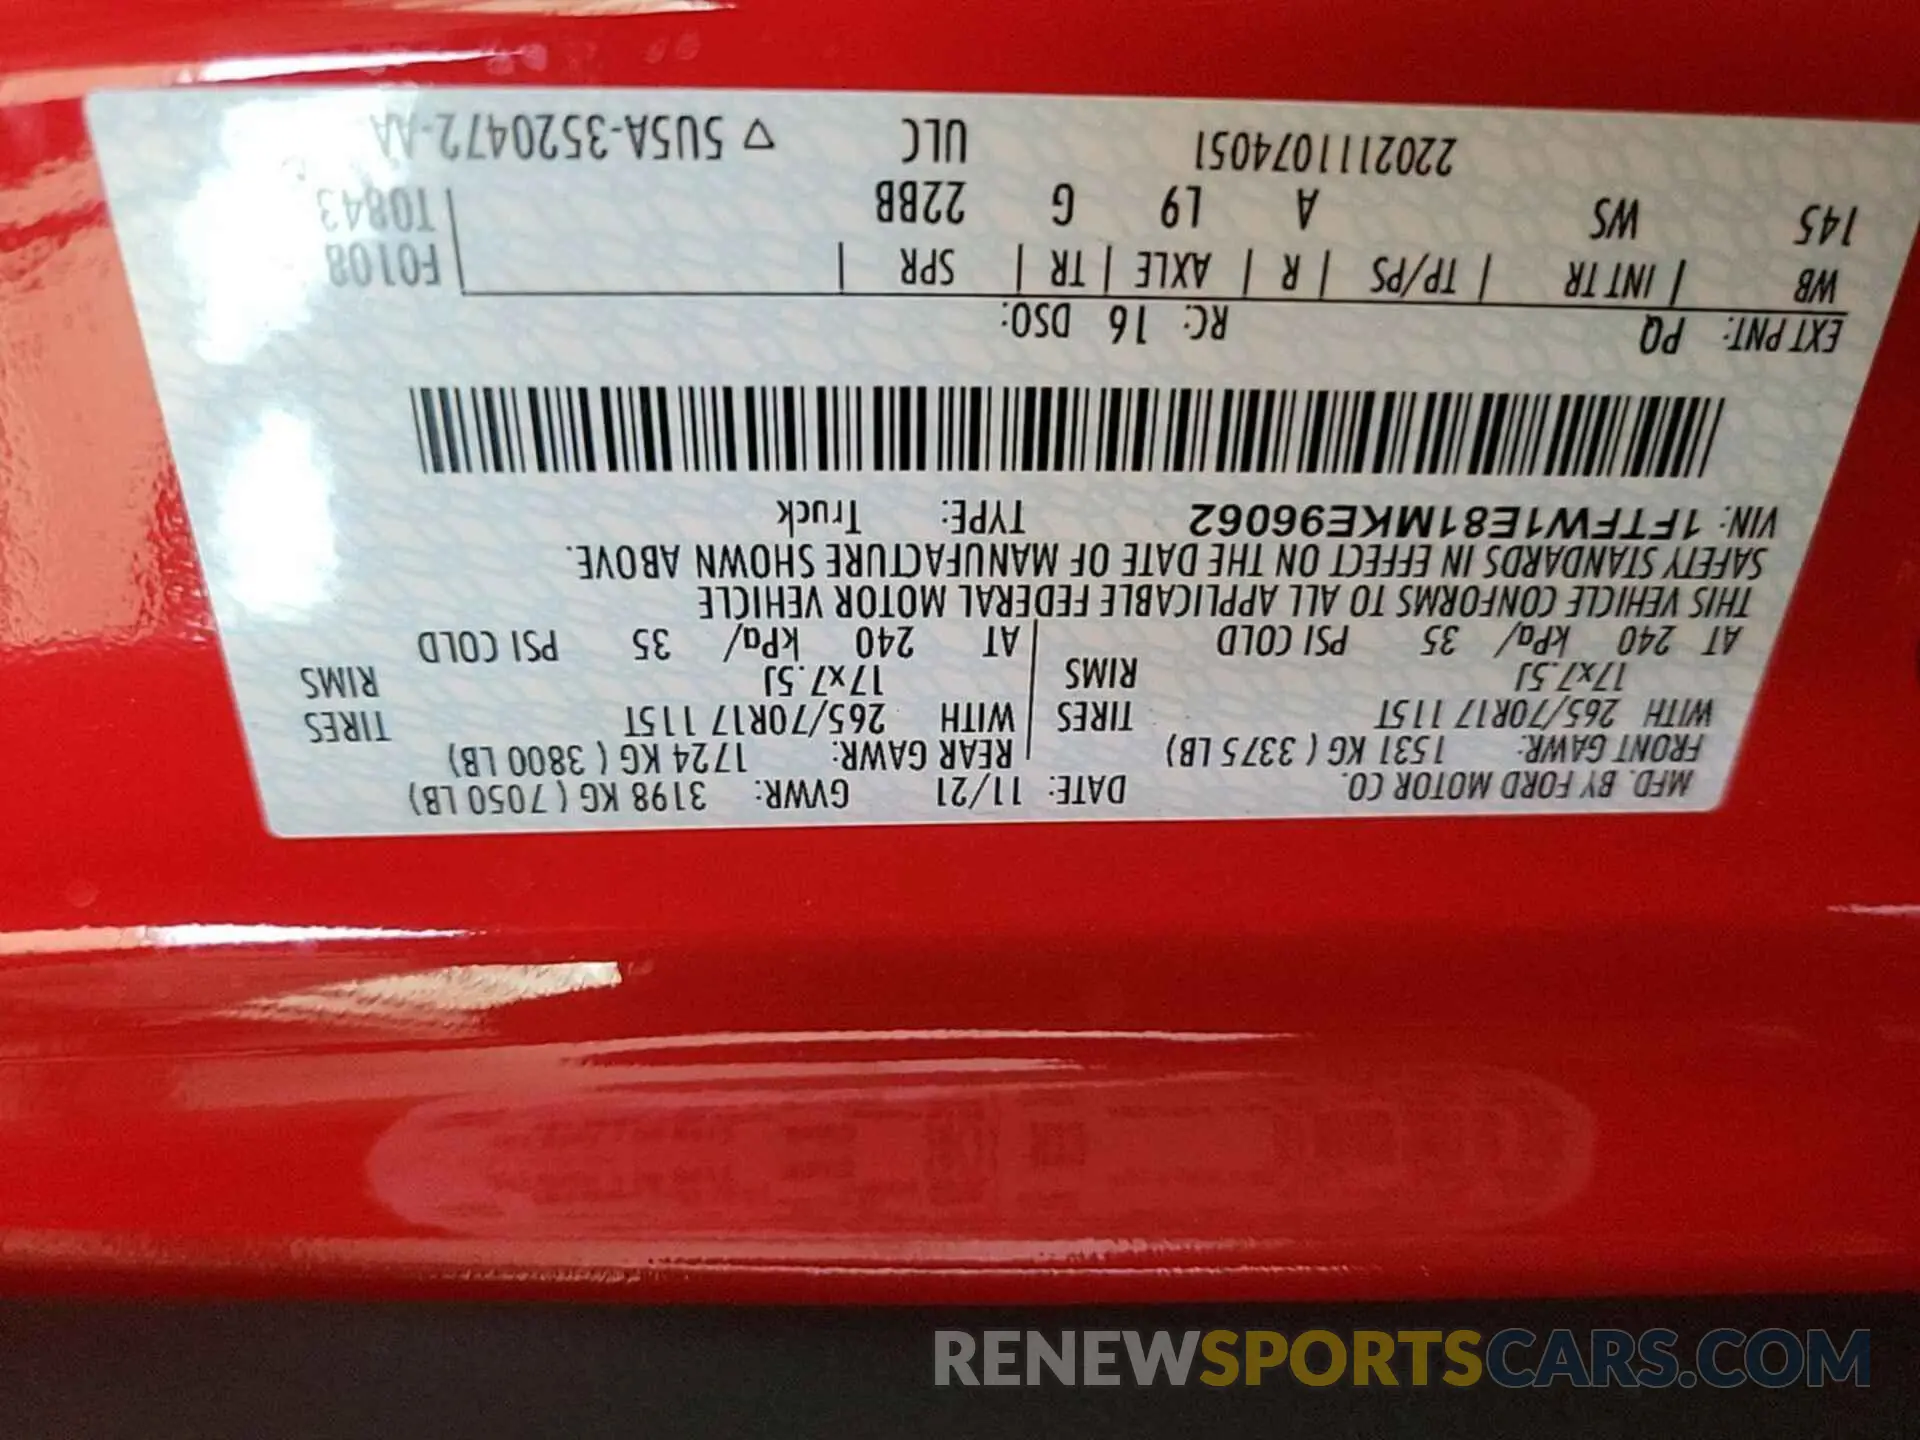 MFD. BY FORD MOTOR CO. DATE: 11/21 GVWR: 3198 KG ( 7050 LB)
FRONT GAWR: 1531 KG ( 3375 LB) REAR GAWR: 1724 KG ( 3800 LB)
WITH 265/70R17 115T TIRES WITH 265/70R17 115T TIRES
17x7.5J RIMS 17x7.5J RIMS
AT 240 kPa/ 35 PSI COLD AT 240 kPa/ 35 PSI COLD
THIS VEHICLE CONFORMS TO ALL APPLICABLE FEDERAL MOTOR VEHICLE
SAFETY STANDARDS IN EFFECT ON THE DATE OF MANUFACTURE SHOWN ABOVE.
VIN: 1FTFW1E81MKE96062 TYPE: Truck
EXT PNT: PQ RC: 16 DSO:
WB | INT TR | TP/PS | R | AXLE | TR | SPR | F0108
145 WS A L9 G 22BB T0843
220211107​4051 ULC ▽ 5U5A-3520472-AA
RENEWSPORTSCARS.COM